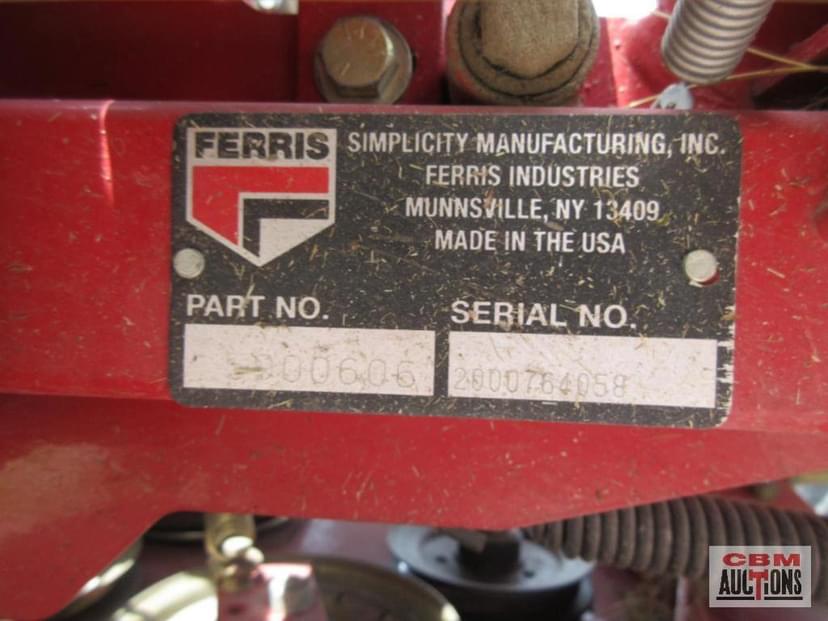 FERRIS
SIMPLICITY MANUFACTURING, INC.
FERRIS INDUSTRIES
MUNNSVILLE, NY 13409
MADE IN THE USA
PART NO.
SERIAL NO.
2000764058
CBM
AUCTIONS